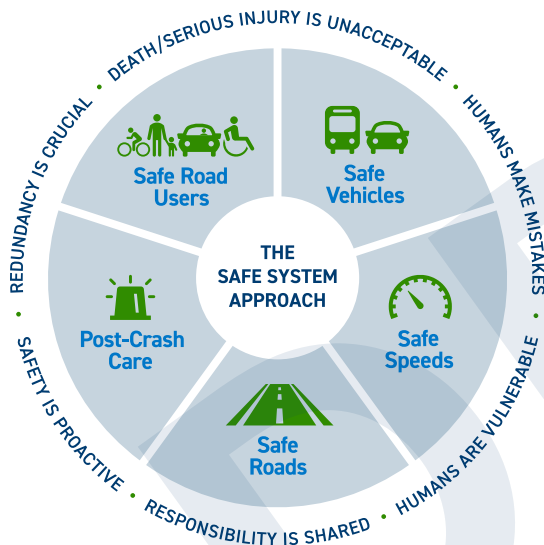 DEATH/SERIOUS INJURY IS UNACCEPTABLE
HUMANS MAKE MISTAKES
HUMANS ARE VULNERABLE
RESPONSIBILITY IS SHARED
SAFETY IS PROACTIVE
REDUNDANCY IS CRUCIAL
Safe Road
Users
Safe
Vehicles
THE
SAFE SYSTEM
APPROACH
Post-Crash
Care
Safe
Speeds
Safe
Roads